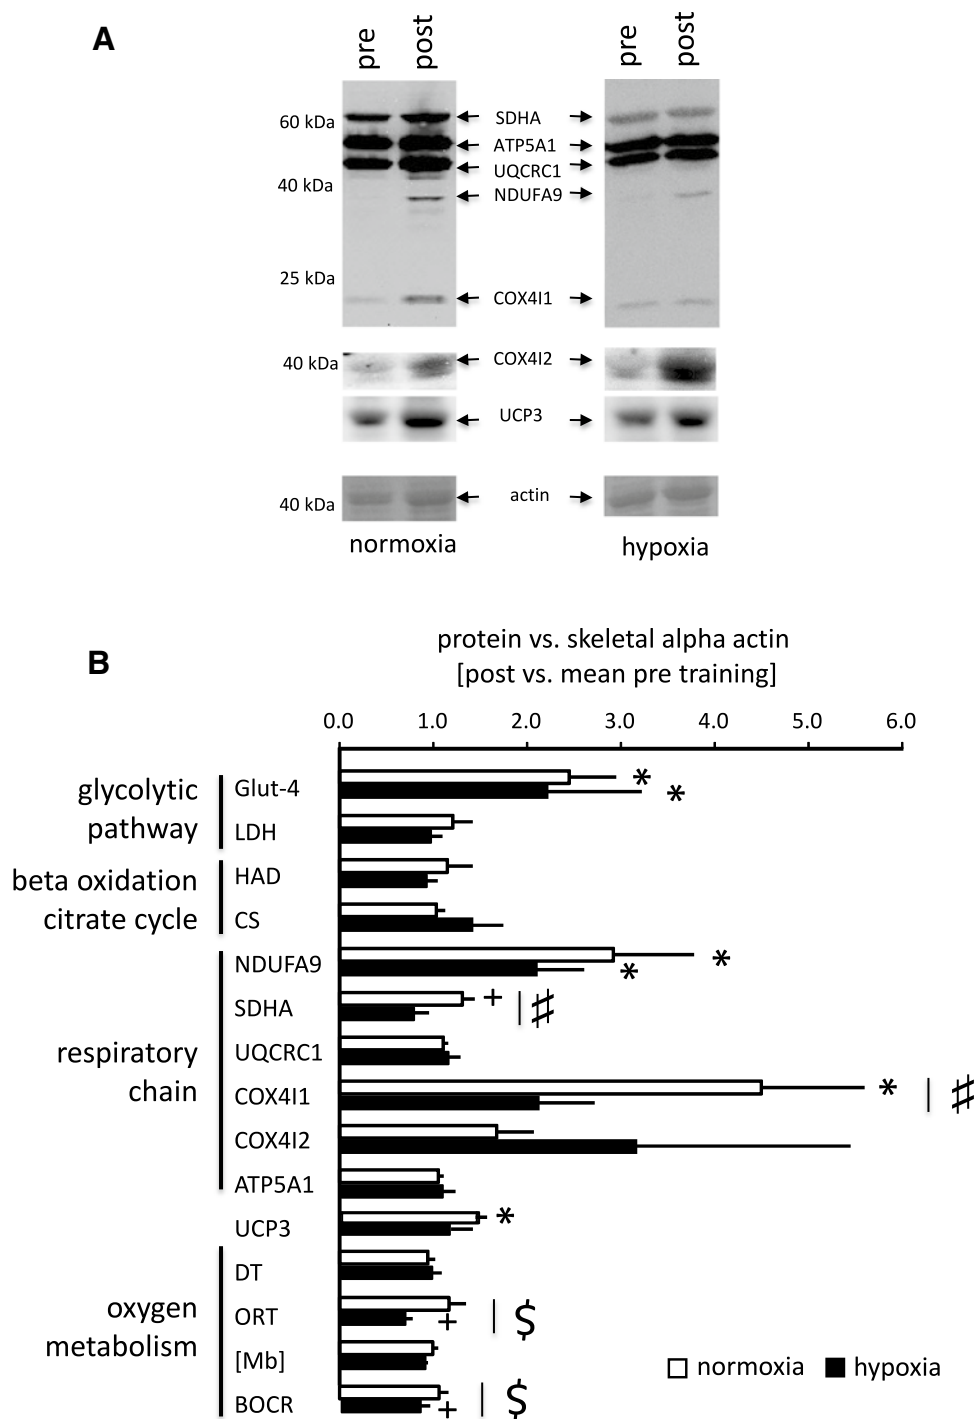 A
pre post pre post
60 kDa SDHA
ATP5A1
UQCRC1
40 kDa NDUFA9
25 kDa COX4I1
40 kDa COX4I2
UCP3
40 kDa actin
normoxia hypoxia
B
protein vs. skeletal alpha actin
[post vs. mean pre training]
0.0 1.0 2.0 3.0 4.0 5.0 6.0
glycolytic
pathway
Glut-4 * *
LDH
beta oxidation
citrate cycle
HAD
CS
respiratory
chain
NDUFA9 * *
SDHA + | #
UQCRC1
COX4I1 * | #
COX4I2
ATP5A1
UCP3 *
oxygen
metabolism
DT
ORT + | $
[Mb]
BOCR + | $
normoxia hypoxia